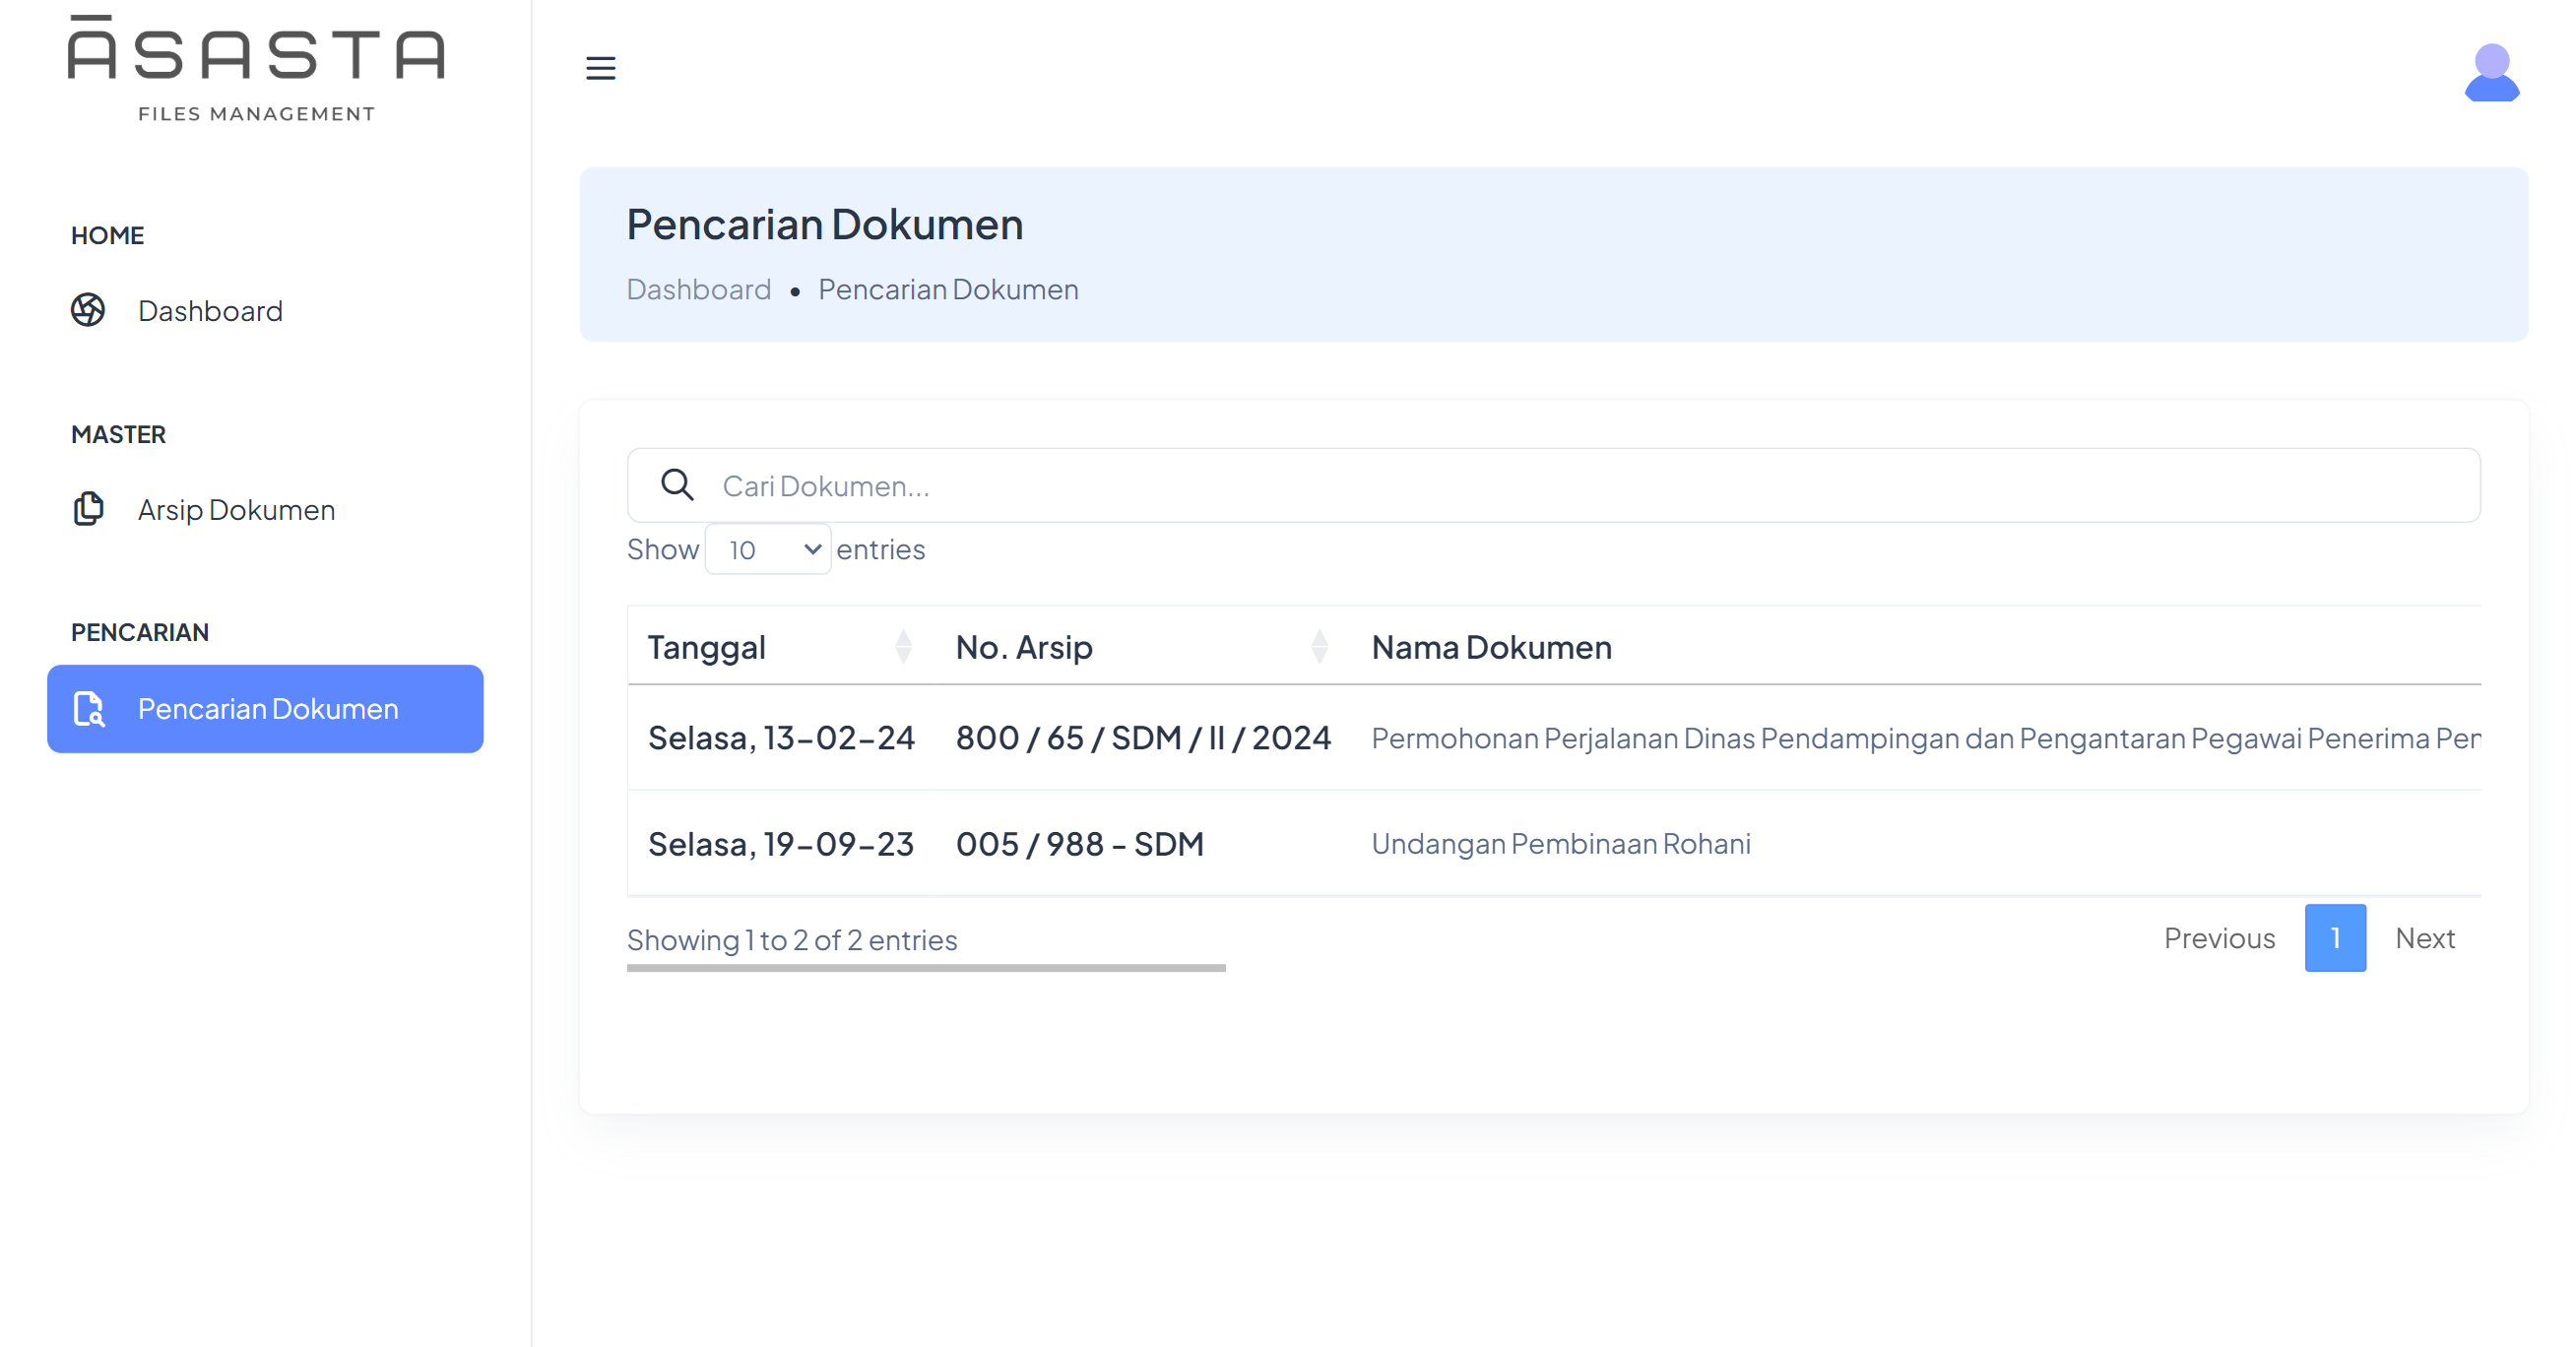 ĀSASTA
FILES MANAGEMENT
HOME
Dashboard
MASTER
Arsip Dokumen
PENCARIAN
Pencarian Dokumen
Pencarian Dokumen
Dashboard • Pencarian Dokumen
Cari Dokumen...
Show 10 entries
Tanggal No. Arsip Nama Dokumen
Selasa, 13-02-24 800 / 65 / SDM / II / 2024 Permohonan Perjalanan Dinas Pendampingan dan Pengantaran Pegawai Penerima
Selasa, 19-09-23 005 / 988 - SDM Undangan Pembinaan Rohani
Showing 1 to 2 of 2 entries
Previous 1 Next